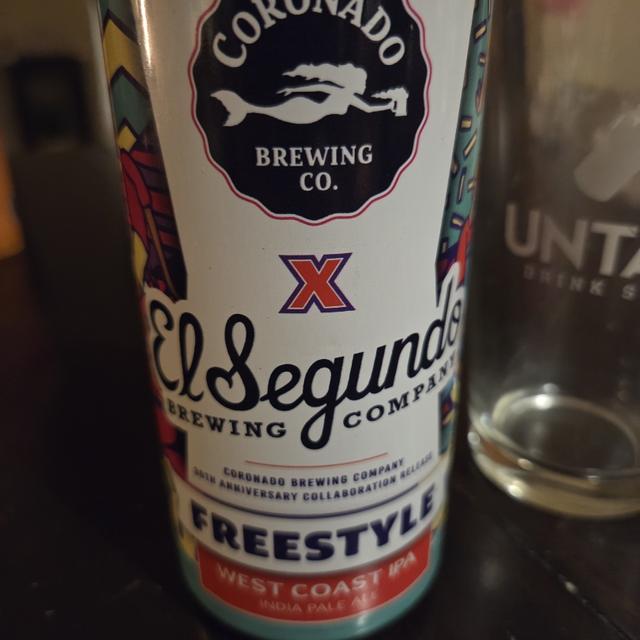 CORONADO
BREWING
CO.
X
El Segundo
BREWING COMPANY
CORONADO BREWING COMPANY
30TH ANNIVERSARY COLLABORATION RELEASE
FREESTYLE
WEST COAST IPA
INDIA PALE ALE
UNTA
DRINK S